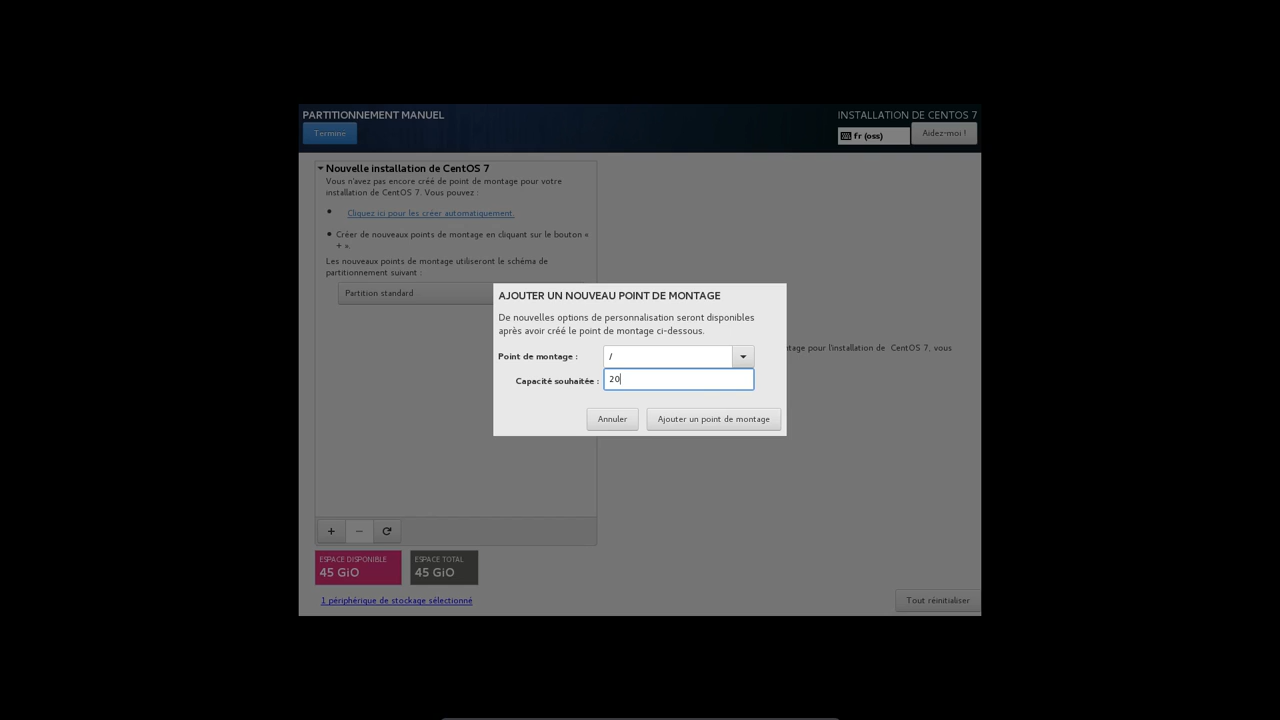 PARTITIONNEMENT MANUEL
INSTALLATION DE CENTOS 7
Terminé
fr (oss)
Aidez-moi !
Nouvelle installation de CentOS 7
Vous n'avez pas encore créé de point de montage pour votre
installation de CentOS 7. Vous pouvez :
• Cliquez ici pour les créer automatiquement.
• Créer de nouveaux points de montage en cliquant sur le bouton «
+ ».
Les nouveaux points de montage utiliseront le schéma de
partitionnement suivant :
Partition standard
AJOUTER UN NOUVEAU POINT DE MONTAGE
De nouvelles options de personnalisation seront disponibles
après avoir créé le point de montage ci-dessous.
Point de montage : /
Capacité souhaitée : 20
Annuler
Ajouter un point de montage
pour l'installation de CentOS 7, vous
+ −
ESPACE DISPONIBLE
45 GiO
ESPACE TOTAL
45 GiO
1 périphérique de stockage sélectionné
Tout réinitialiser